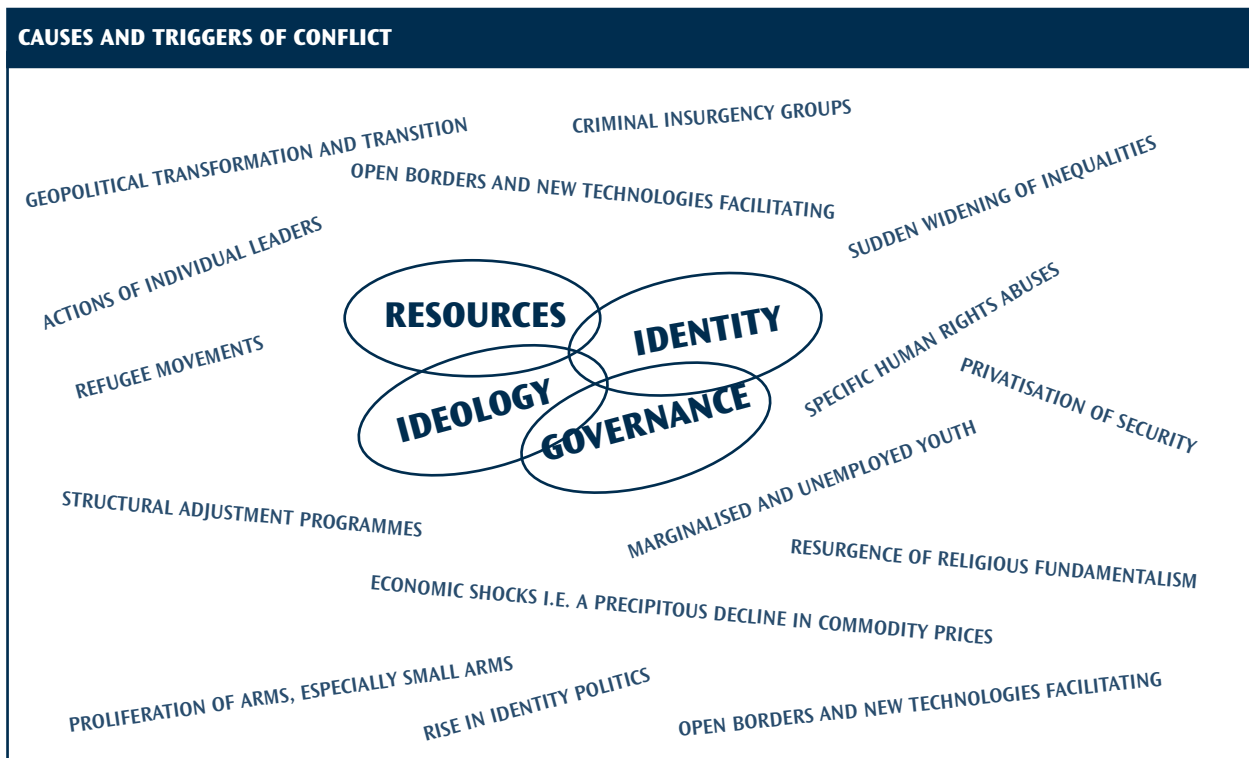 CAUSES AND TRIGGERS OF CONFLICT
CRIMINAL INSURGENCY GROUPS
GEOPOLITICAL TRANSFORMATION AND TRANSITION
OPEN BORDERS AND NEW TECHNOLOGIES FACILITATING
SUDDEN WIDENING OF INEQUALITIES
ACTIONS OF INDIVIDUAL LEADERS
RESOURCES
IDENTITY
SPECIFIC HUMAN RIGHTS ABUSES
REFUGEE MOVEMENTS
PRIVATISATION OF SECURITY
IDEOLOGY
GOVERNANCE
MARGINALISED AND UNEMPLOYED YOUTH
STRUCTURAL ADJUSTMENT PROGRAMMES
RESURGENCE OF RELIGIOUS FUNDAMENTALISM
ECONOMIC SHOCKS I.E. A PRECIPITOUS DECLINE IN COMMODITY PRICES
PROLIFERATION OF ARMS, ESPECIALLY SMALL ARMS
RISE IN IDENTITY POLITICS
OPEN BORDERS AND NEW TECHNOLOGIES FACILITATING